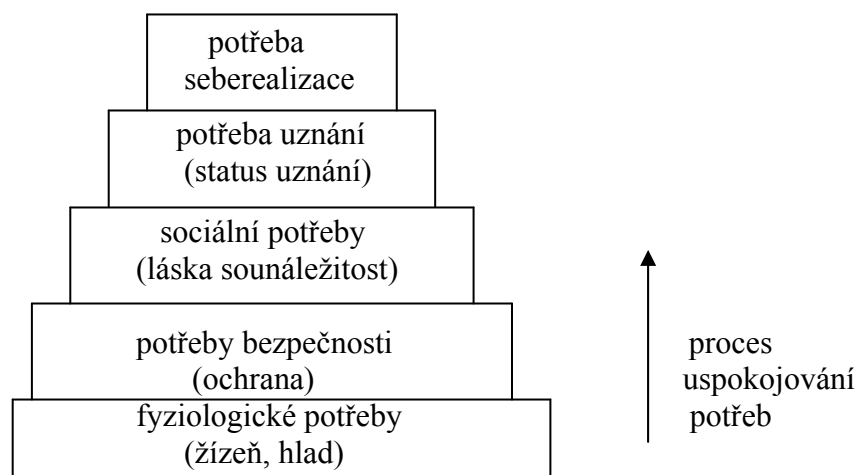 potřeba
seberealizace
potřeba uznání
(status uznání)
sociální potřeby
(láska sounáležitost)
potřeby bezpečnosti
(ochrana)
fyziologické potřeby
(žízeň, hlad)
proces
uspokojování
potřeb